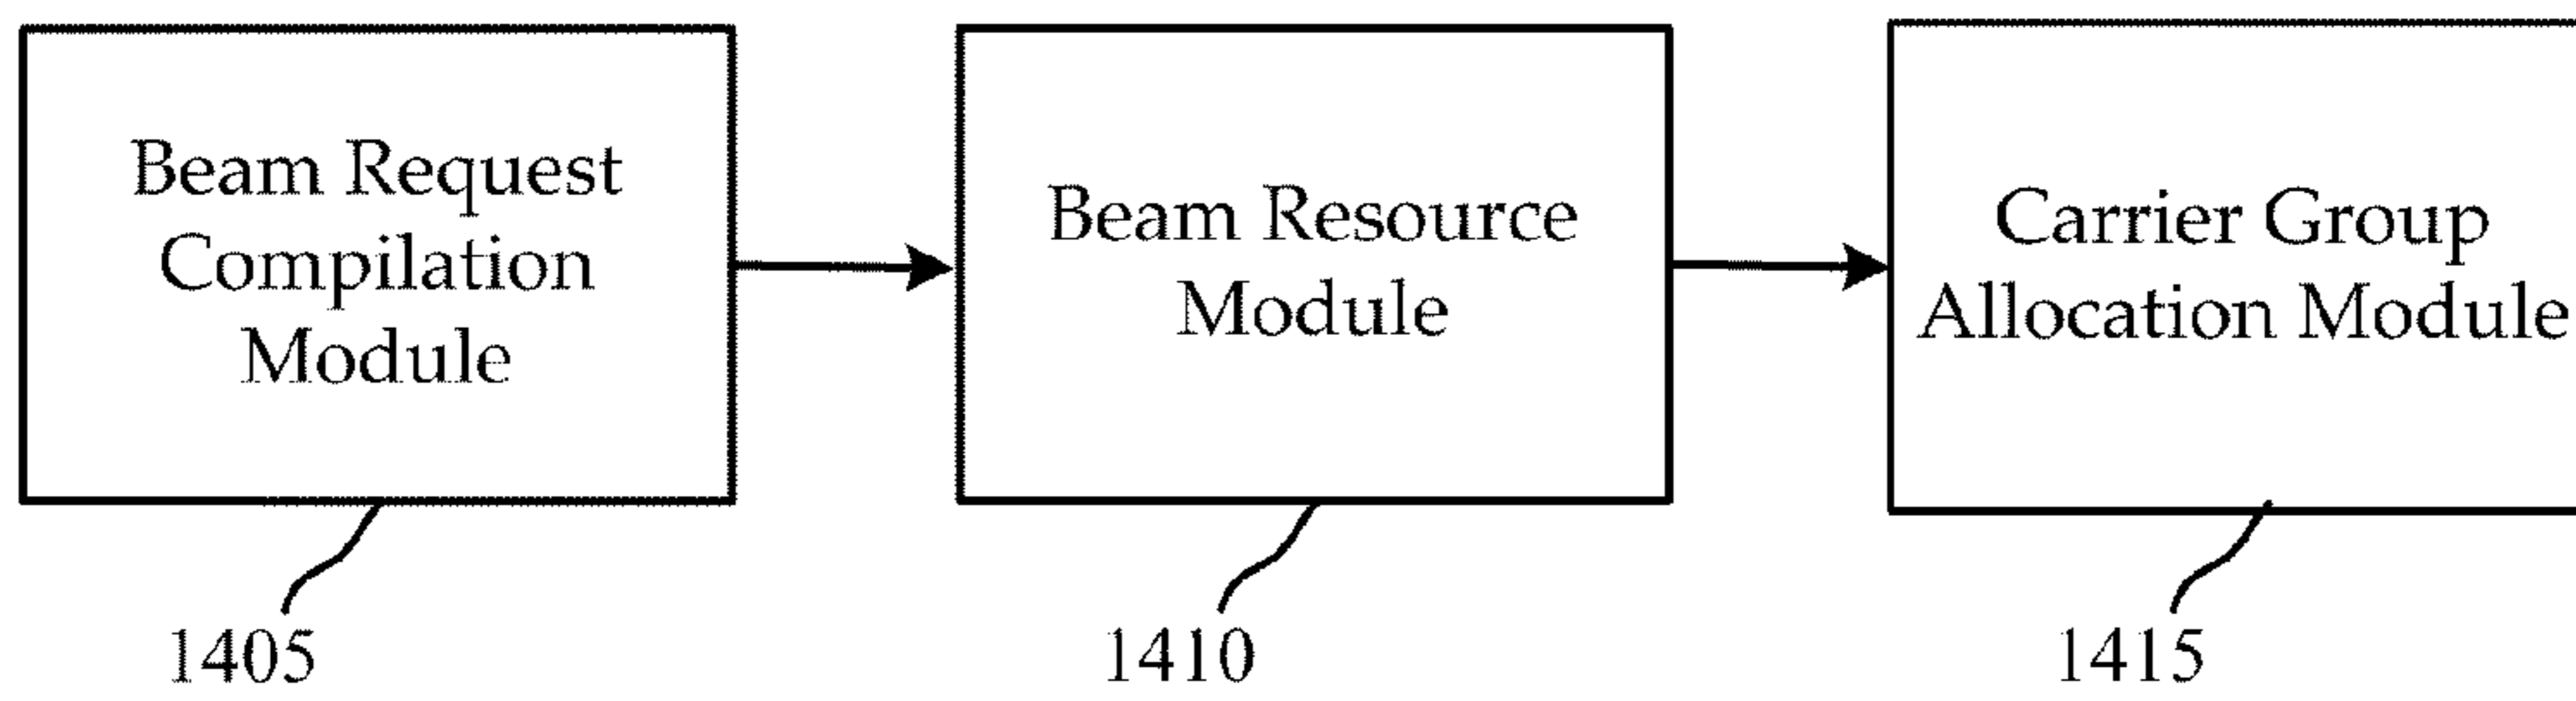 Beam Request
Compilation
Module
Beam Resource
Module
Carrier Group
Allocation Module
1405
1410
1415